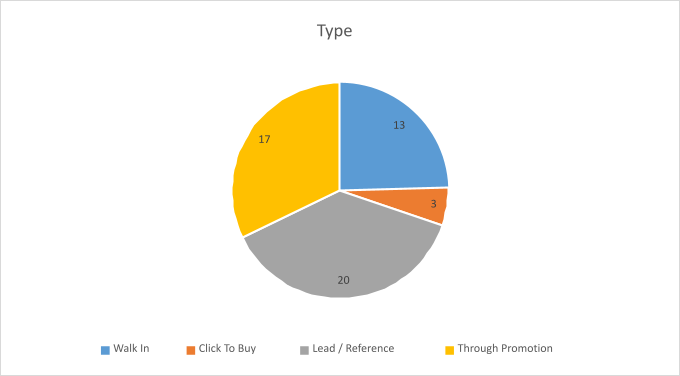 Type
13
17
3
20
Walk In
Click To Buy
Lead / Reference
Through Promotion